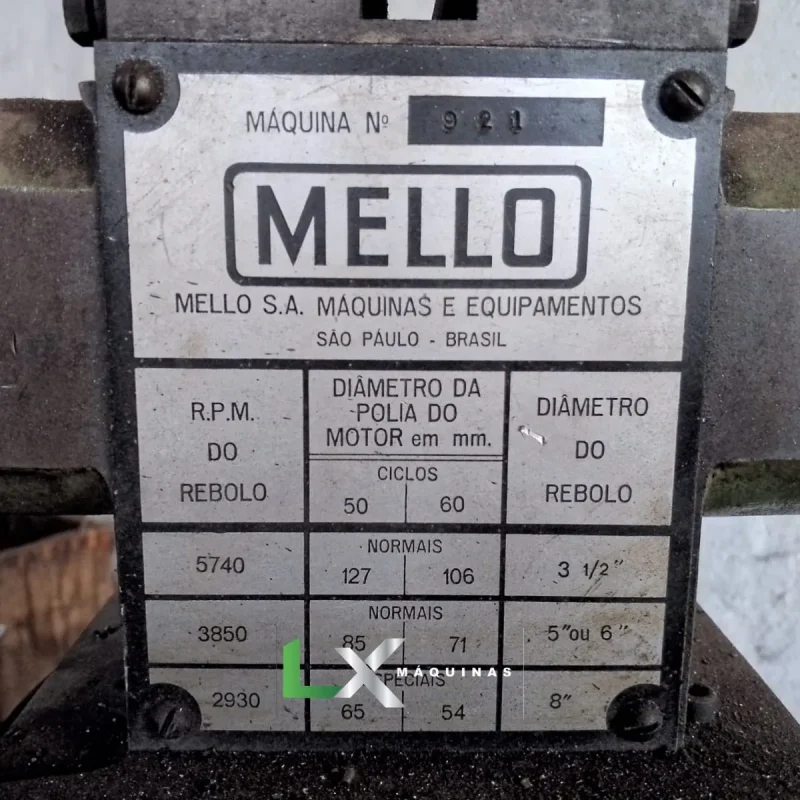 MÁQUINA Nº 921
MELLO
MELLO S.A. MÁQUINAS E EQUIPAMENTOS
SÃO PAULO - BRASIL
R.P.M.
DO
REBOLO
DIÂMETRO DA
POLIA DO
MOTOR em mm.
CICLOS
50 60
DIÂMETRO
DO
REBOLO
NORMAIS
5740 127 106 3 1/2"
NORMAIS
3850 85 71 5" ou 6"
ESPECIAIS
2930 65 54 8"
LX MÁQUINAS